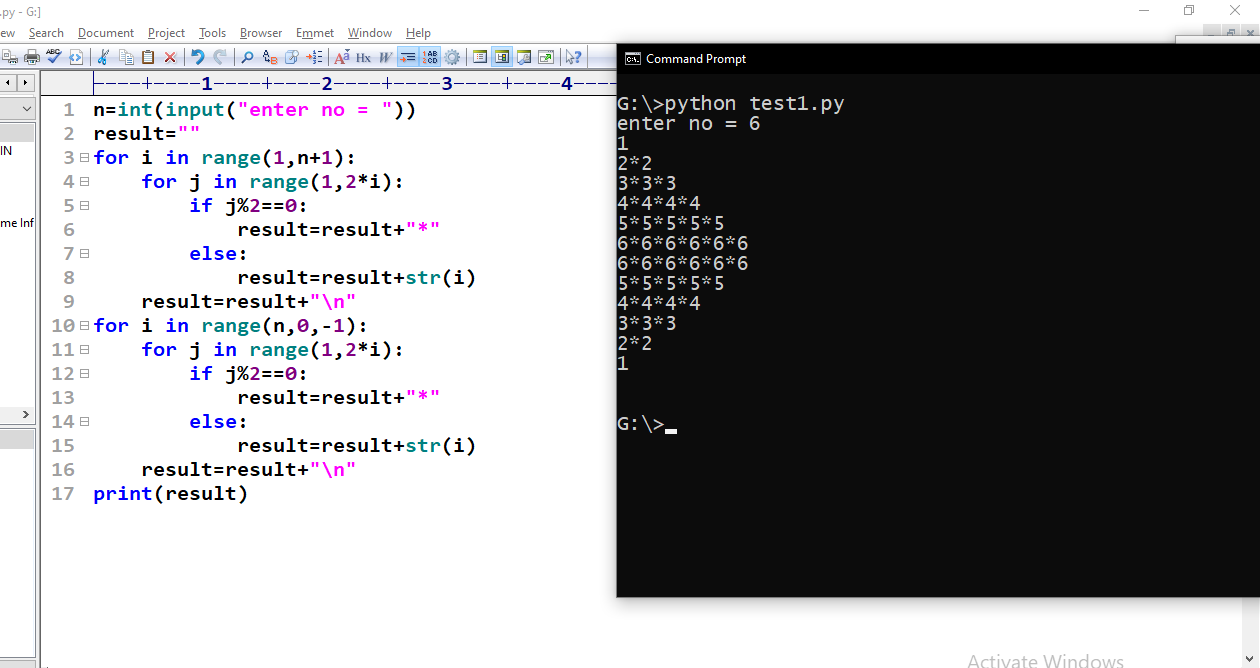 .py - G:]
ew Search Document Project Tools Browser Emmet Window Help
ABC
Hx W
----+----1----+----2----+----3----+----4----
IN
me Inf
1 n=int(input("enter no = "))
2 result=""
3 for i in range(1,n+1):
4     for j in range(1,2*i):
5         if j%2==0:
6             result=result+"*"
7         else:
8             result=result+str(i)
9     result=result+"\n"
10 for i in range(n,0,-1):
11     for j in range(1,2*i):
12         if j%2==0:
13             result=result+"*"
14         else:
15             result=result+str(i)
16     result=result+"\n"
17 print(result)
Command Prompt
G:\>python test1.py
enter no = 6
1
2*2
3*3*3
4*4*4*4
5*5*5*5*5
6*6*6*6*6*6
6*6*6*6*6*6
5*5*5*5*5
4*4*4*4
3*3*3
2*2
1
G:\>
Activate Windows